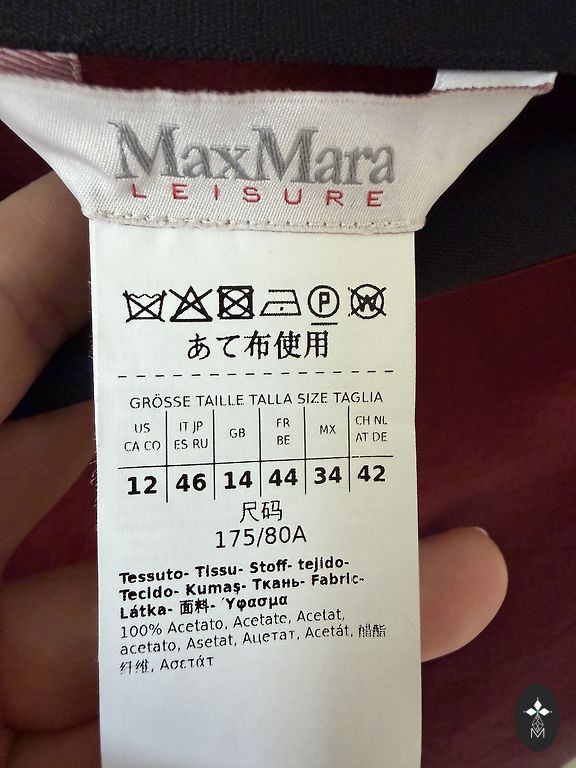 MaxMara
LEISURE
P W
あて布使用
GRÖSSE TAILLE TALLA SIZE TAGLIA
US CA CO | IT JP ES RU | GB | FR BE | MX | CH NL AT DE
12 | 46 | 14 | 44 | 34 | 42
尺码
175/80A
Tessuto- Tissu- Stoff- tejido-
Tecido- Kumaş- Ткань- Fabric-
Látka- 面料- Ύφασμα
100% Acetato, Acetate, Acetat,
acetato, Asetat, Ацетат, Acetát, 醋酯
纤维, Ασετάτ
M